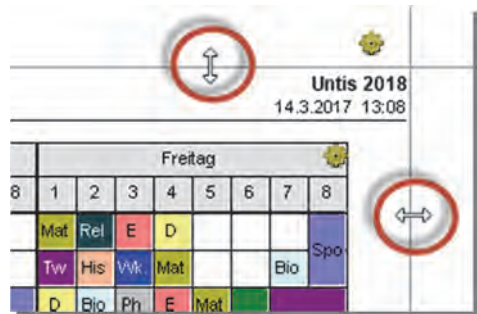 Untis 2018
14.3.2017 13:08
Freitag
8 1 2 3 4 5 6 7 8
Mat Rel E D Spo
Tw His Wk. Mat Bio
D Bio Ph E Mat